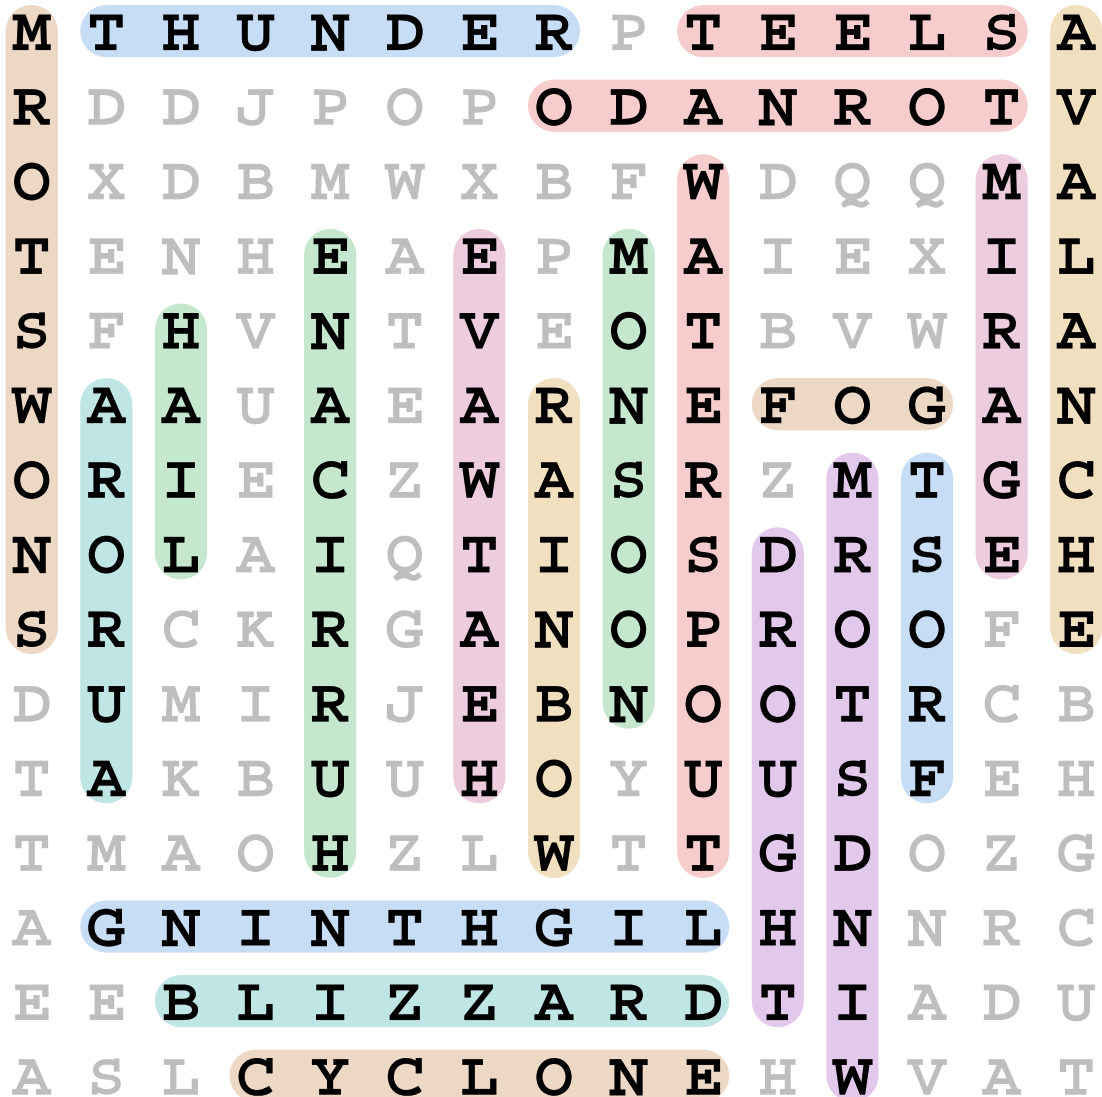 M T H U N D E R P T E E L S A
R D D J P O P O D A N R O T V
O X D B M W X B F W D Q Q M A
T E N H E A E P M A I E X I L
S F H V N T V E O T B V W R A
W A A U A E A R N E F O G A N
O R I E C Z W A S R Z M T G C
N O L A I Q T I O S D R S E H
S R C K R G A N O P R O O F E
D U M I R J E B N O O T R C B
T A K B U U H O Y U U S F E H
T M A O H Z L W T T G D O Z G
A G N I N T H G I L H N N R C
E E B L I Z Z A R D T I A D U
A S L C Y C L O N E H W V A T